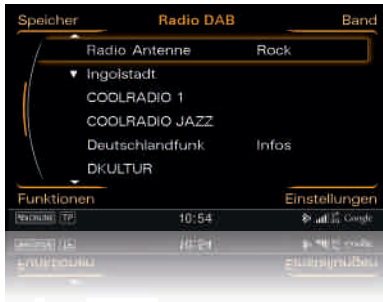 Speicher Radio DAB Band
Radio Antenne Rock
Ingolstadt
COOLRADIO 1
COOLRADIO JAZZ
Deutschlandfunk Infos
DKULTUR
Funktionen Einstellungen
TP 10:54 Google